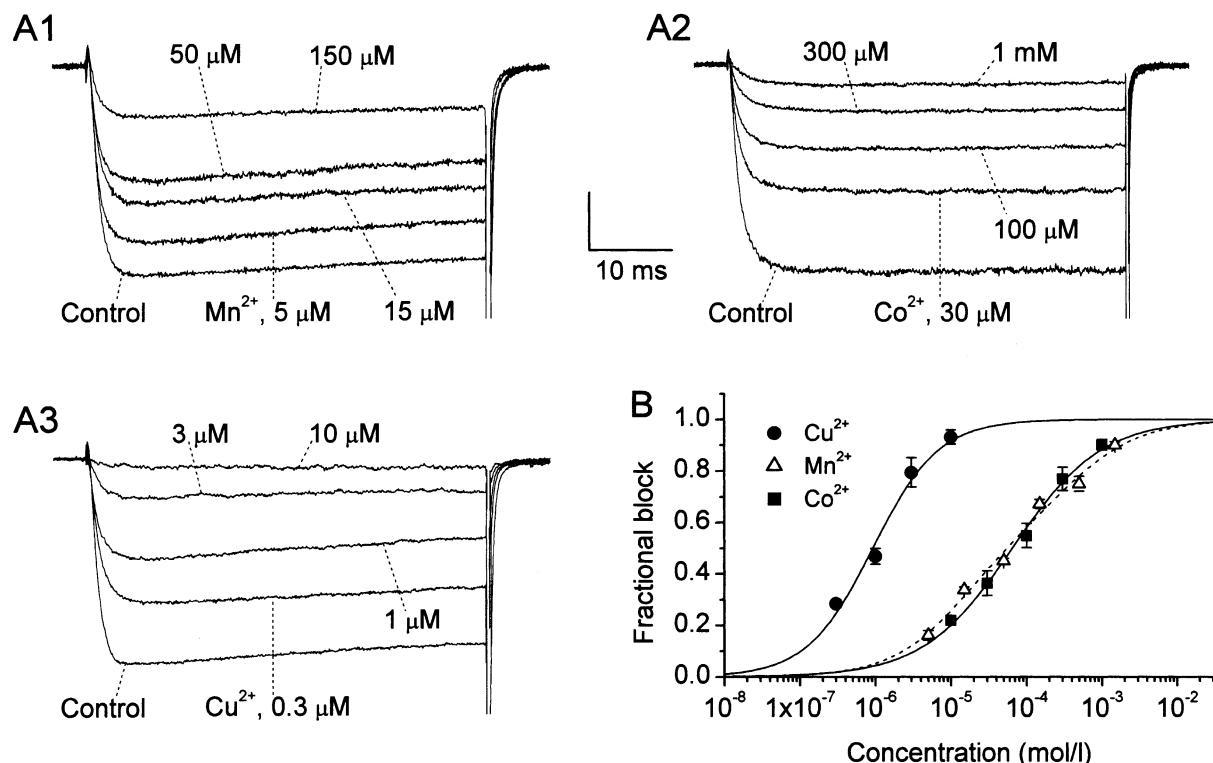 A1
50 μM
150 μM
Control
Mn2+, 5 μM
15 μM
10 ms
A2
300 μM
1 mM
100 μM
Control
Co2+, 30 μM
A3
3 μM
10 μM
1 μM
Control
Cu2+, 0.3 μM
B
Cu2+
Mn2+
Co2+
Fractional block
1.0
0.8
0.6
0.4
0.2
0.0
10-8 1x10-7 10-6 10-5 10-4 10-3 10-2
Concentration (mol/l)